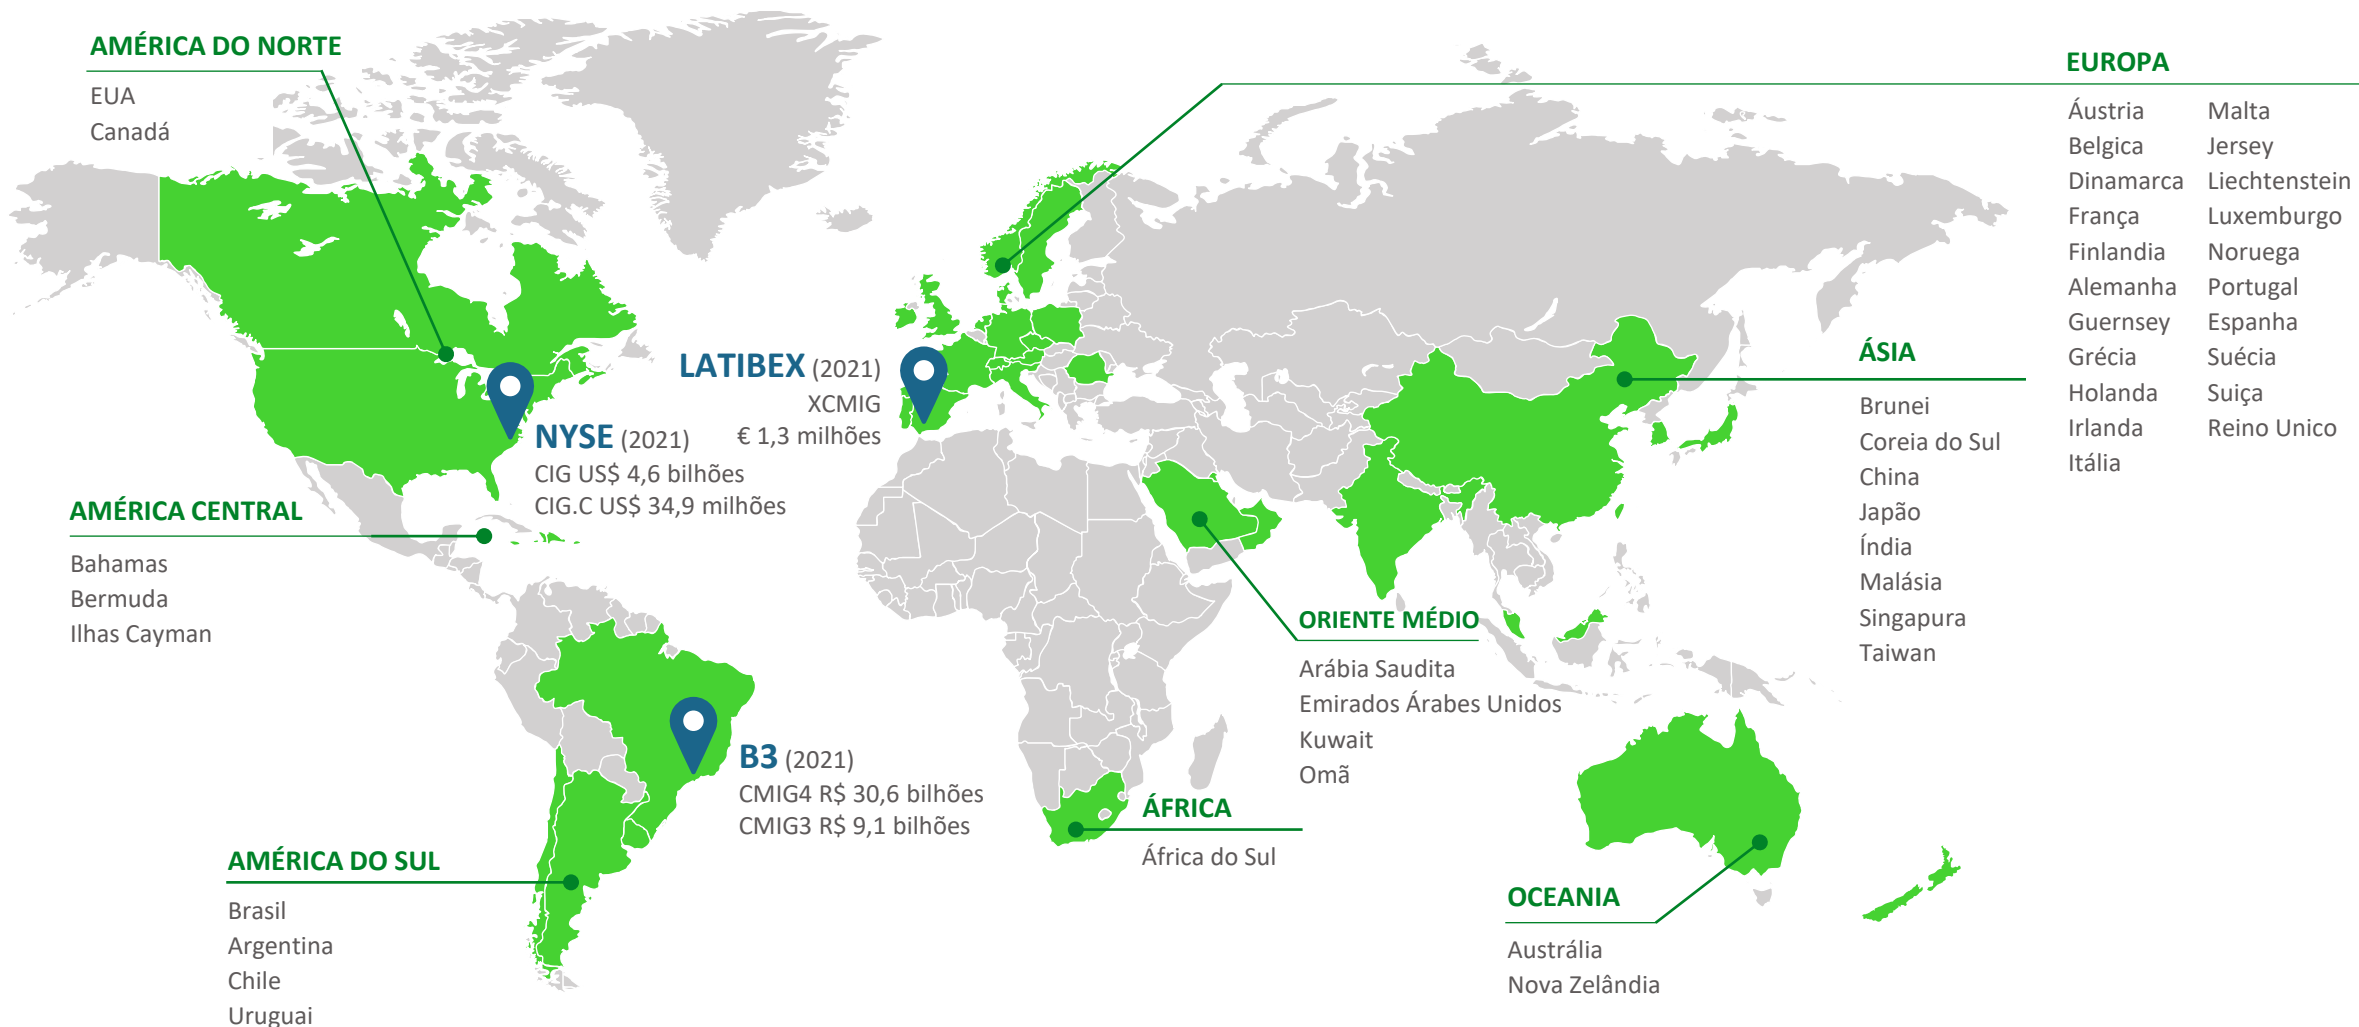 AMÉRICA DO NORTE
EUA
Canadá
EUROPA
Áustria
Belgica
Dinamarca
França
Finlandia
Alemanha
Guernsey
Grécia
Holanda
Irlanda
Itália
Malta
Jersey
Liechtenstein
Luxemburgo
Noruega
Portugal
Espanha
Suécia
Suiça
Reino Unico
LATIBEX (2021)
XCMIG
€ 1,3 milhões
NYSE (2021)
CIG US$ 4,6 bilhões
CIG.C US$ 34,9 milhões
ÁSIA
Brunei
Coreia do Sul
China
Japão
Índia
Malásia
Singapura
Taiwan
AMÉRICA CENTRAL
Bahamas
Bermuda
Ilhas Cayman
ORIENTE MÉDIO
Arábia Saudita
Emirados Árabes Unidos
Kuwait
Omã
B3 (2021)
CMIG4 R$ 30,6 bilhões
CMIG3 R$ 9,1 bilhões
ÁFRICA
África do Sul
AMÉRICA DO SUL
Brasil
Argentina
Chile
Uruguai
OCEANIA
Austrália
Nova Zelândia